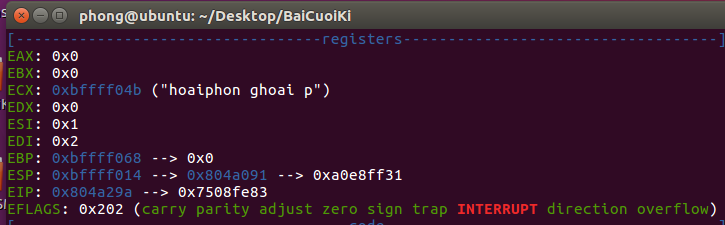 phong@ubuntu: ~/Desktop/BaiCuoiKi
[----------------------------------registers-----------------------------------]
EAX: 0x0
EBX: 0x0
ECX: 0xbffff04b ("hoaiphon ghoai p")
EDX: 0x0
ESI: 0x1
EDI: 0x2
EBP: 0xbffff068 --> 0x0
ESP: 0xbffff014 --> 0x804a091 --> 0xa0e8ff31
EIP: 0x804a29a --> 0x7508fe83
EFLAGS: 0x202 (carry parity adjust zero sign trap INTERRUPT direction overflow)